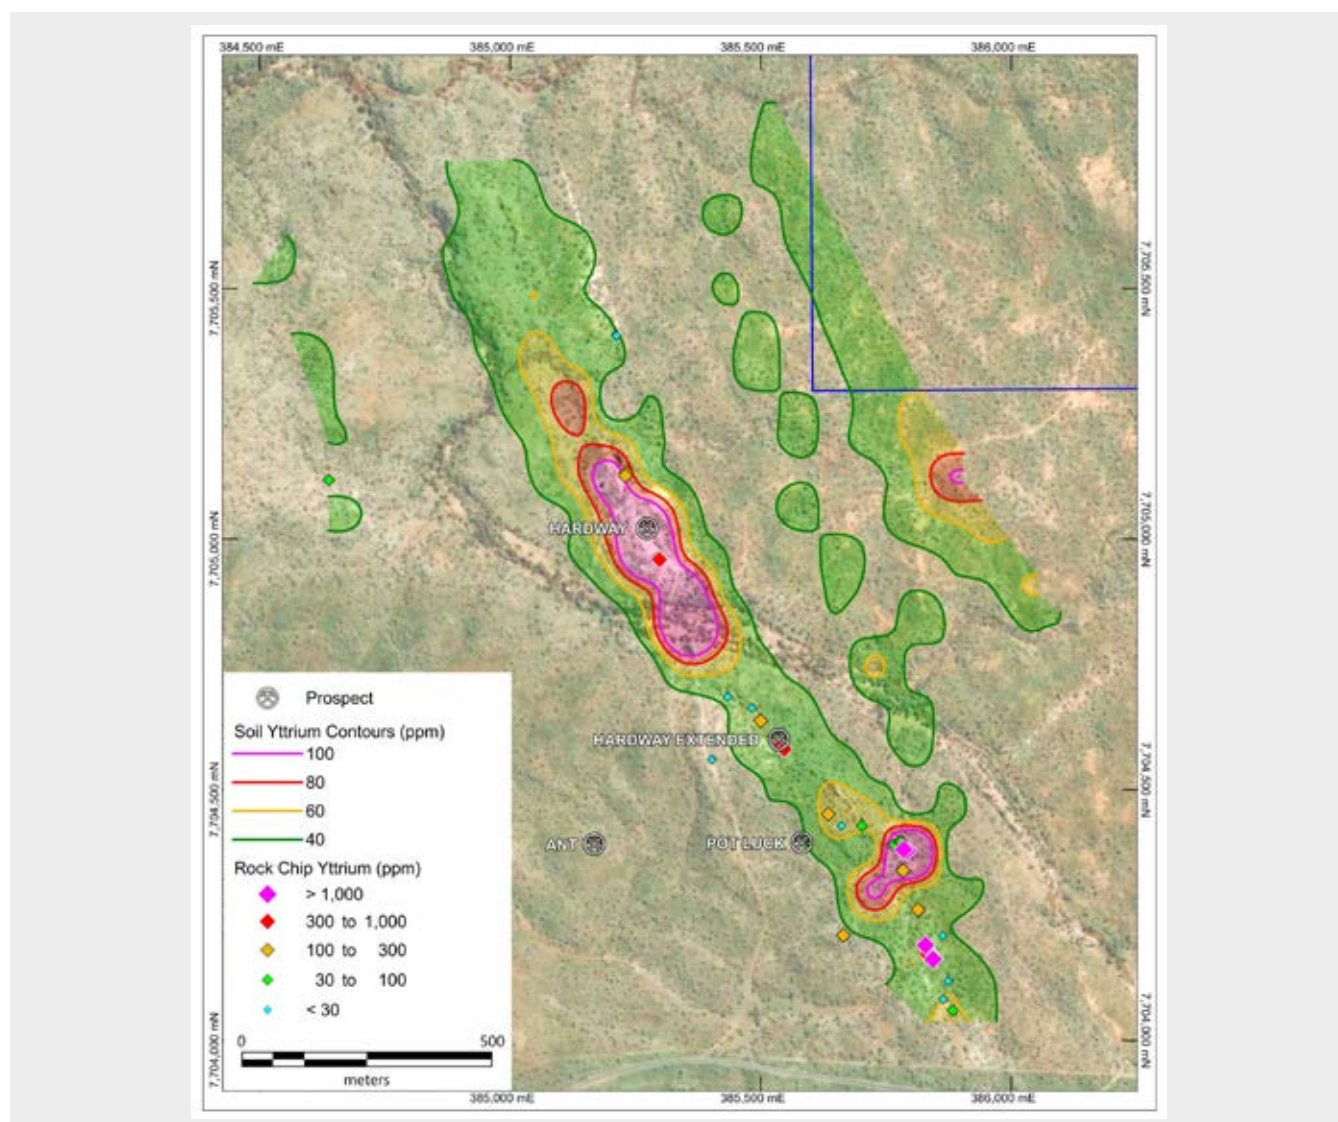 384,500 mE
385,000 mE
385,500 mE
386,000 mE
7,705,500 mN
7,705,500 mN
7,705,000 mN
7,705,000 mN
HARDWAY
HARDWAY EXTENDED
ANT
POT LUCK
7,704,500 mN
7,704,500 mN
7,704,000 mN
7,704,000 mN
Prospect
Soil Yttrium Contours (ppm)
100
80
60
40
Rock Chip Yttrium (ppm)
> 1,000
300 to 1,000
100 to 300
30 to 100
< 30
0 500
meters
385,000 mE
385,500 mE
386,000 mE